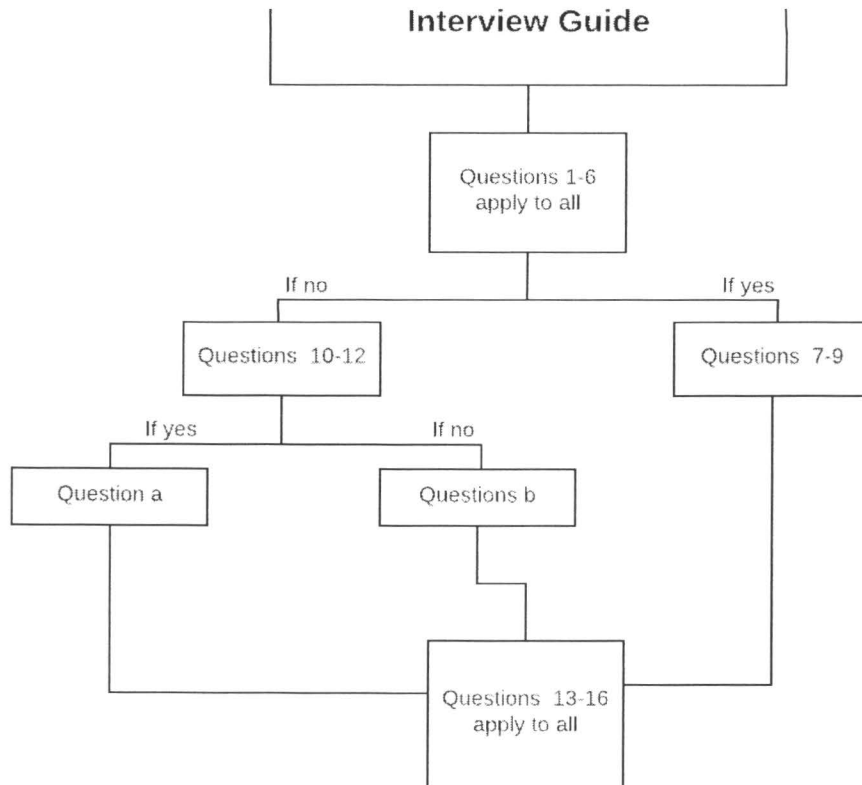 Interview Guide
Questions 1-6
apply to all
If no
If yes
Questions 10-12
Questions 7-9
If yes
If no
Question a
Questions b
Questions 13-16
apply to all